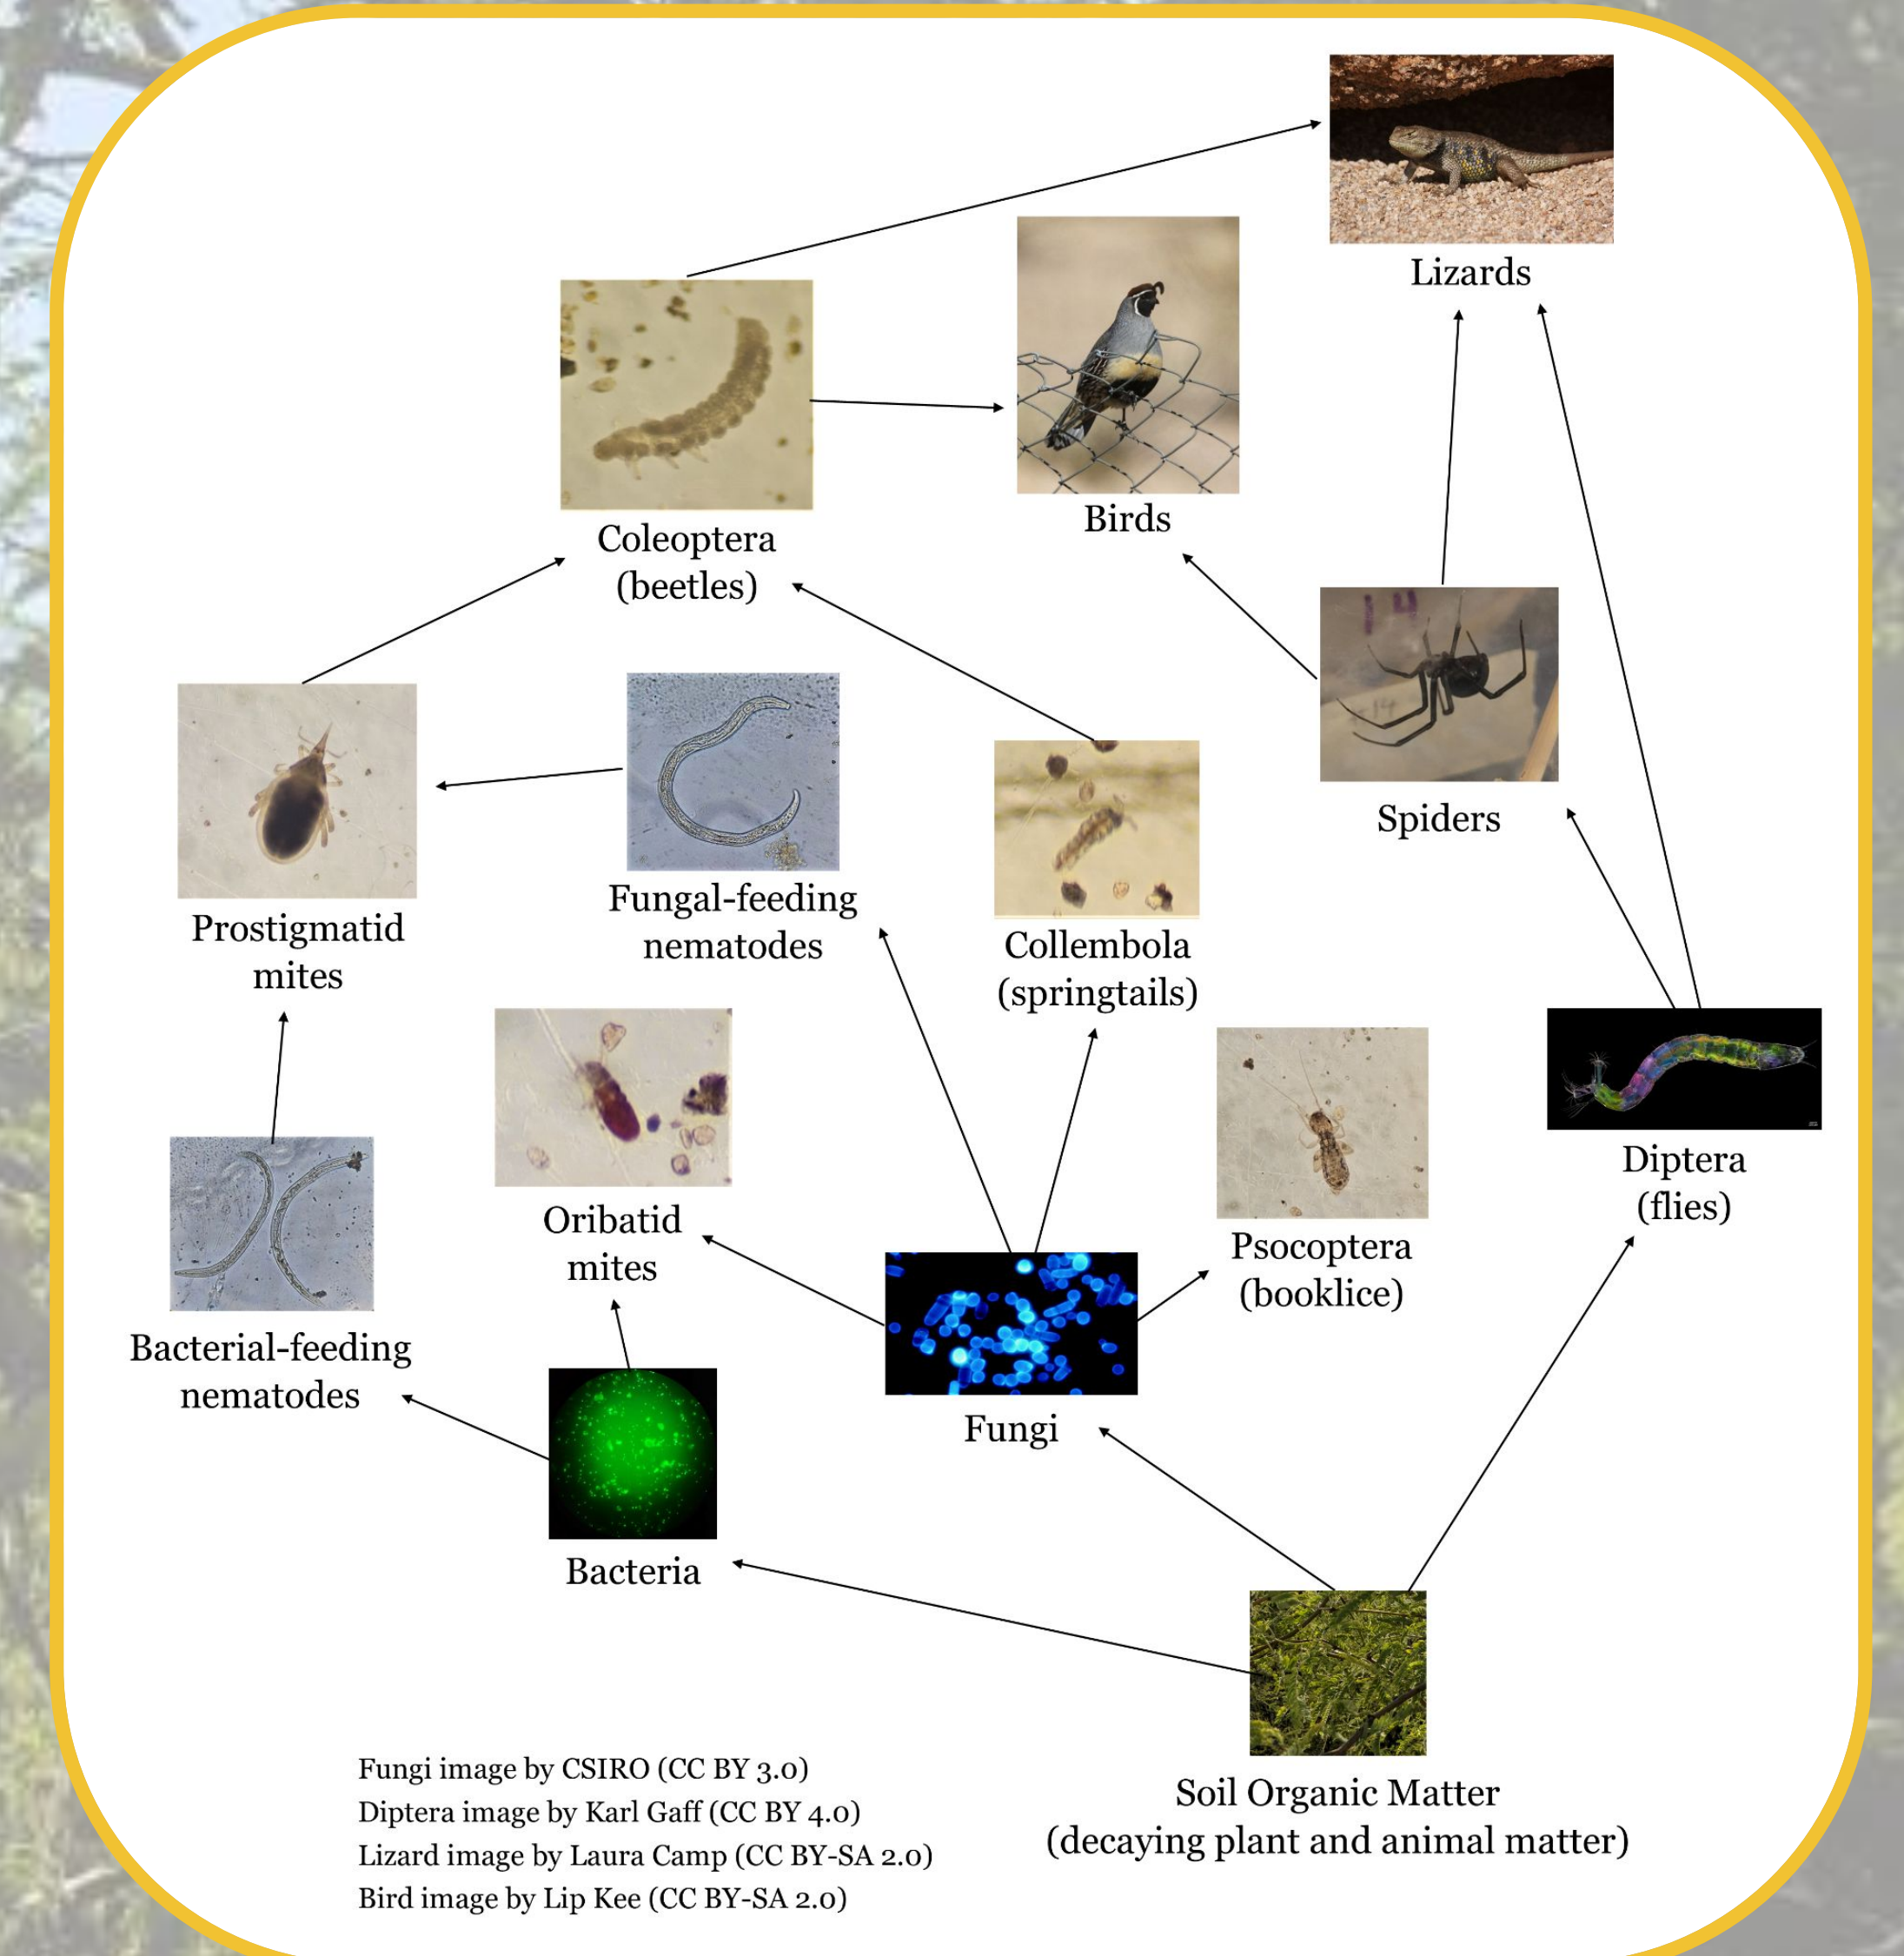 Lizards
Birds
Coleoptera
(beetles)
Spiders
Prostigmatid
mites
Fungal-feeding
nematodes
Collembola
(springtails)
Diptera
(flies)
Oribatid
mites
Psocoptera
(booklice)
Bacterial-feeding
nematodes
Fungi
Bacteria
Soil Organic Matter
(decaying plant and animal matter)
Fungi image by CSIRO (CC BY 3.0)
Diptera image by Karl Gaff (CC BY 4.0)
Lizard image by Laura Camp (CC BY-SA 2.0)
Bird image by Lip Kee (CC BY-SA 2.0)